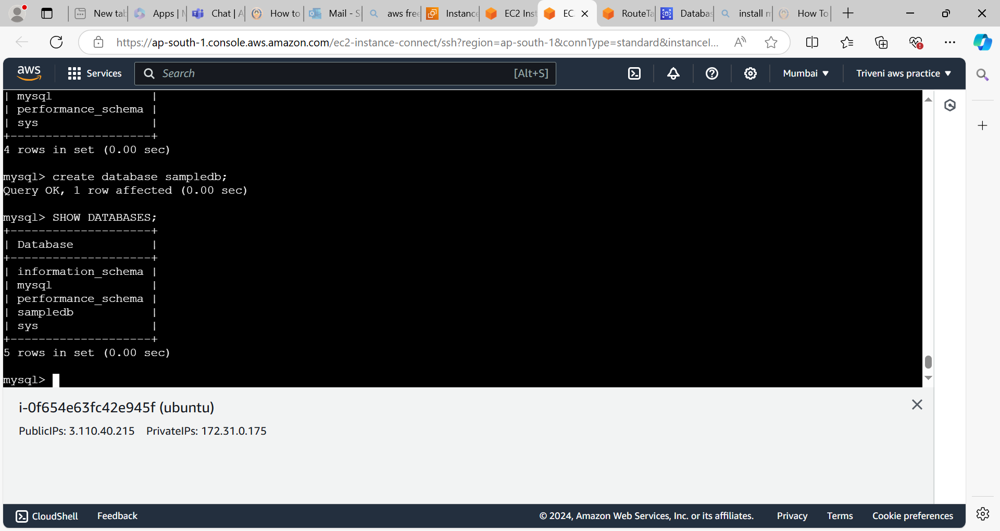 New tab
Apps | M
Chat | A
How to
Mail - S
aws free
Instance
EC2 Inst
EC
RouteTa
Databas
install m
How To
https://ap-south-1.console.aws.amazon.com/ec2-instance-connect/ssh?region=ap-south-1&connType=standard&instanceI...
aws
Services
Search
[Alt+S]
Mumbai
Triveni aws practice
| mysql              |
| performance_schema |
| sys                |
+--------------------+
4 rows in set (0.00 sec)
mysql> create database sampledb;
Query OK, 1 row affected (0.00 sec)
mysql> SHOW DATABASES;
+--------------------+
| Database           |
+--------------------+
| information_schema |
| mysql              |
| performance_schema |
| sampledb           |
| sys                |
+--------------------+
5 rows in set (0.00 sec)
mysql>
i-0f654e63fc42e945f (ubuntu)
PublicIPs: 3.110.40.215 PrivateIPs: 172.31.0.175
CloudShell
Feedback
© 2024, Amazon Web Services, Inc. or its affiliates.
Privacy
Terms
Cookie preferences